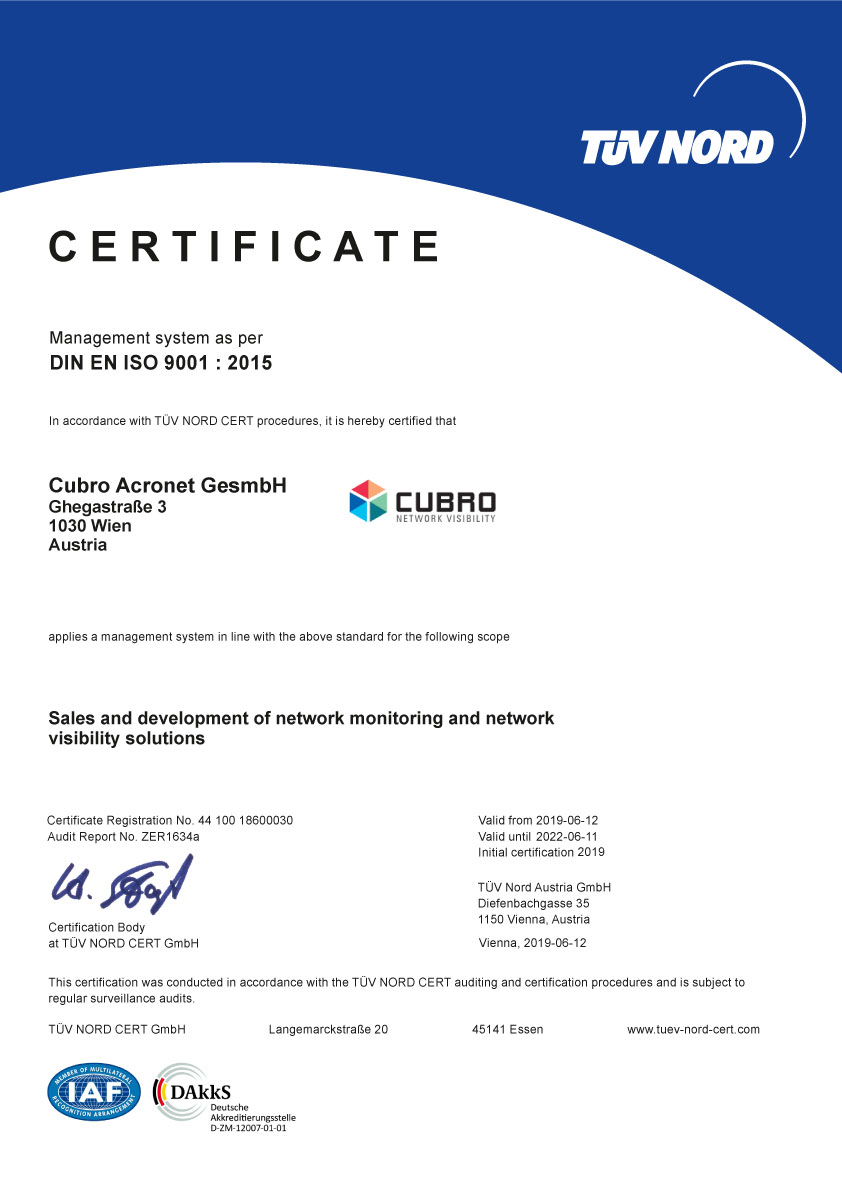 TÜV NORD
CERTIFICATE
Management system as per
DIN EN ISO 9001 : 2015
In accordance with TÜV NORD CERT procedures, it is hereby certified that
Cubro Acronet GesmbH
Ghegastraße 3
1030 Wien
Austria
CUBRO
NETWORK VISIBILITY
applies a management system in line with the above standard for the following scope
Sales and development of network monitoring and network
visibility solutions
Certificate Registration No. 44 100 18600030
Audit Report No. ZER1634a
Valid from 2019-06-12
Valid until 2022-06-11
Initial certification 2019
Certification Body
at TÜV NORD CERT GmbH
TÜV Nord Austria GmbH
Diefenbachgasse 35
1150 Vienna, Austria
Vienna, 2019-06-12
This certification was conducted in accordance with the TÜV NORD CERT auditing and certification procedures and is subject to
regular surveillance audits.
TÜV NORD CERT GmbH Langemarckstraße 20 45141 Essen www.tuev-nord-cert.com
MEMBER OF MULTILATERAL
IAF
RECOGNITION ARRANGEMENT
DAkkS
Deutsche
Akkreditierungsstelle
D-ZM-12007-01-01